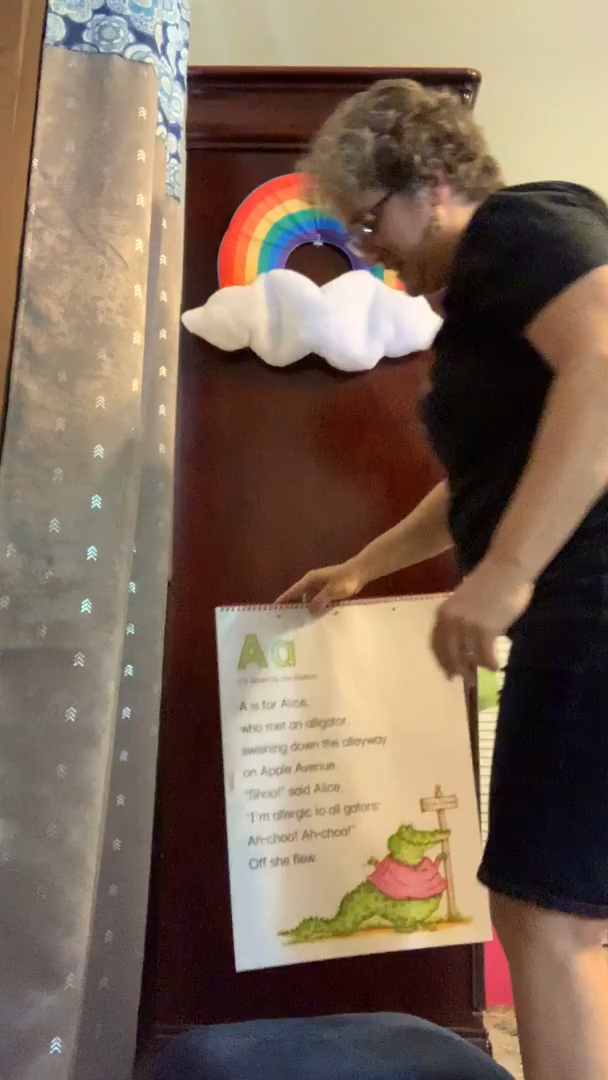 Aa
A is for Alice,
who met an alligator,
swishing down the alleyway
on Apple Avenue.
"Shoo!" said Alice,
"I'm allergic to all gators."
Ah-choo! Ah-choo!"
Off she flew.